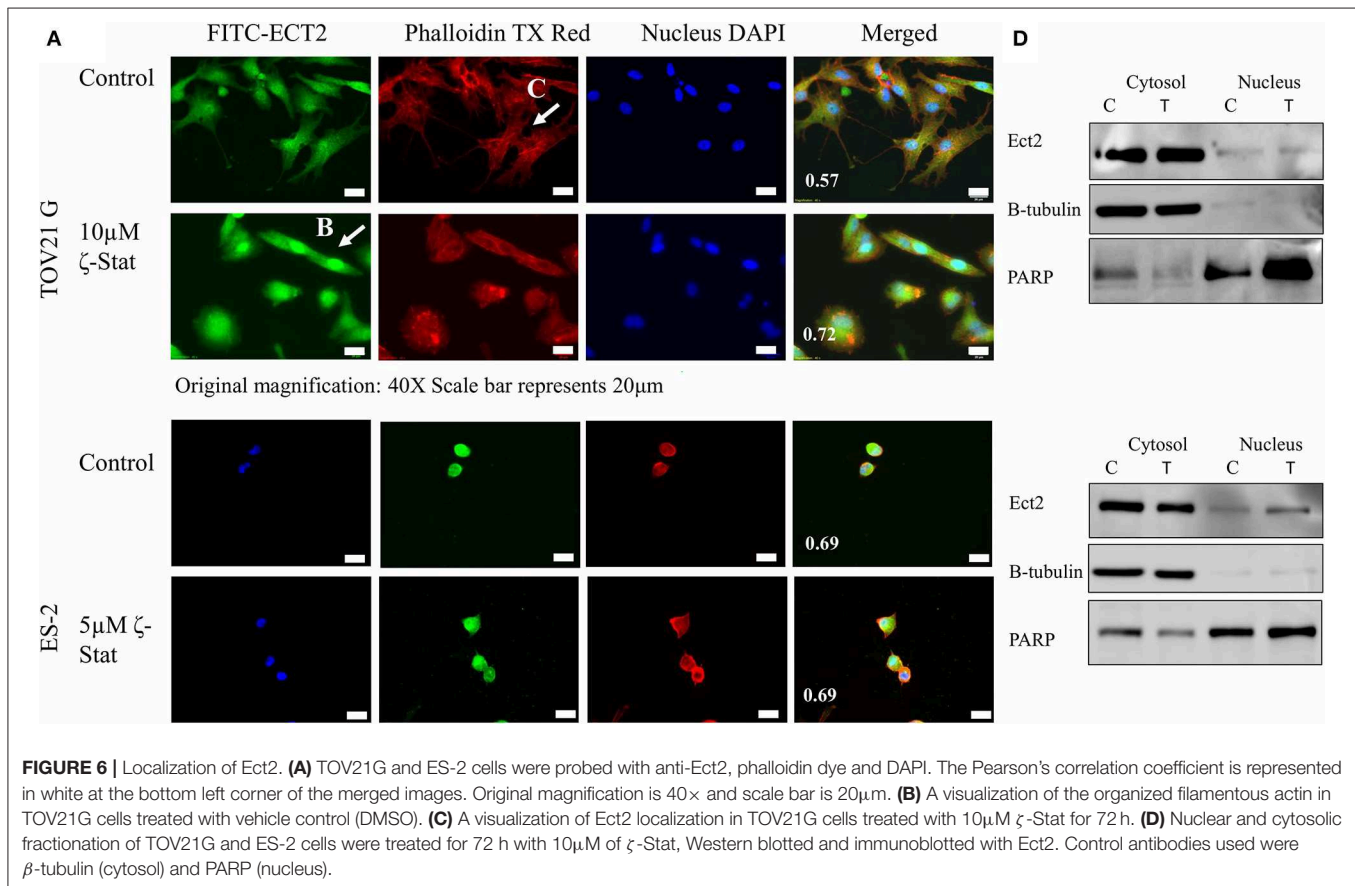 A
FITC-ECT2 Phalloidin TX Red Nucleus DAPI Merged
TOV21 G
Control
C
0.57
10µM
ζ-Stat
B
0.72
Original magnification: 40X Scale bar represents 20µm
ES-2
Control
0.69
5µM ζ-
Stat
0.69
D
Cytosol Nucleus
C T C T
Ect2
B-tubulin
PARP
Cytosol Nucleus
C T C T
Ect2
B-tubulin
PARP
FIGURE 6 | Localization of Ect2. (A) TOV21G and ES-2 cells were probed with anti-Ect2, phalloidin dye and DAPI. The Pearson's correlation coefficient is represented
in white at the bottom left corner of the merged images. Original magnification is 40× and scale bar is 20µm. (B) A visualization of the organized filamentous actin in
TOV21G cells treated with vehicle control (DMSO). (C) A visualization of Ect2 localization in TOV21G cells treated with 10µM ζ-Stat for 72 h. (D) Nuclear and cytosolic
fractionation of TOV21G and ES-2 cells were treated for 72 h with 10µM of ζ-Stat, Western blotted and immunoblotted with Ect2. Control antibodies used were
β-tubulin (cytosol) and PARP (nucleus).